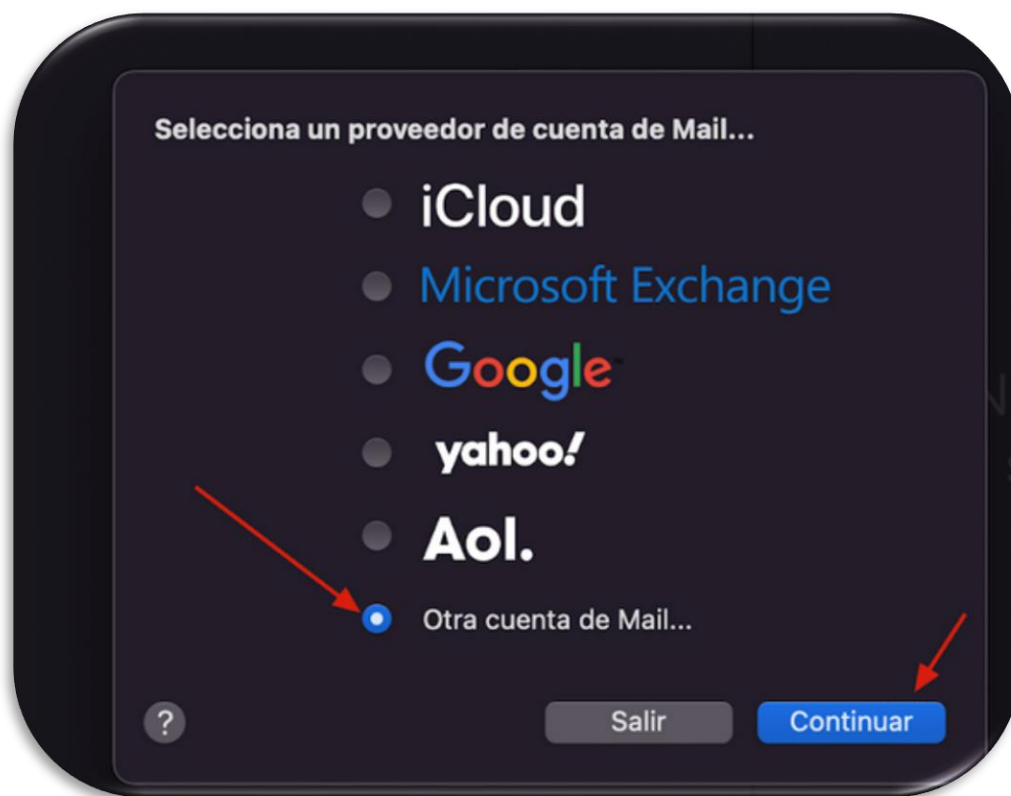 Selecciona un proveedor de cuenta de Mail...
iCloud
Microsoft Exchange
Google
yahoo!
Aol.
Otra cuenta de Mail...
?
Salir
Continuar